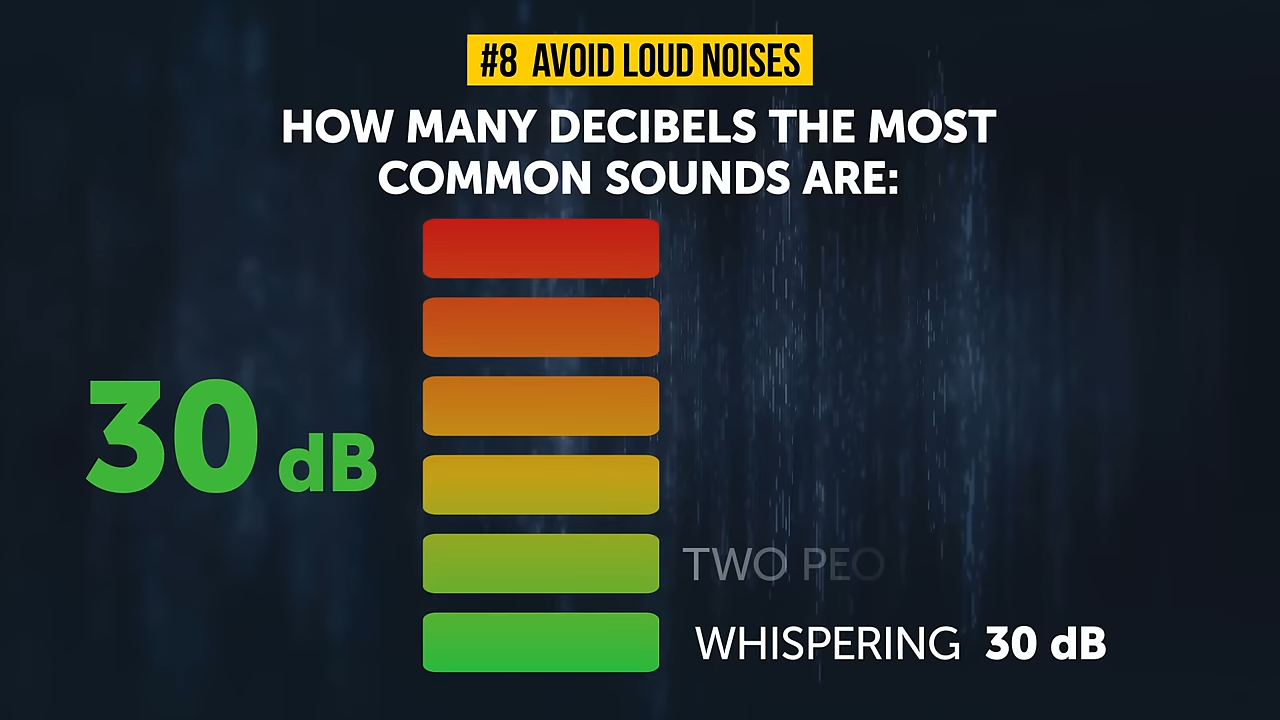 #8 AVOID LOUD NOISES
HOW MANY DECIBELS THE MOST
COMMON SOUNDS ARE:
30 dB
TWO PEO
WHISPERING 30 dB